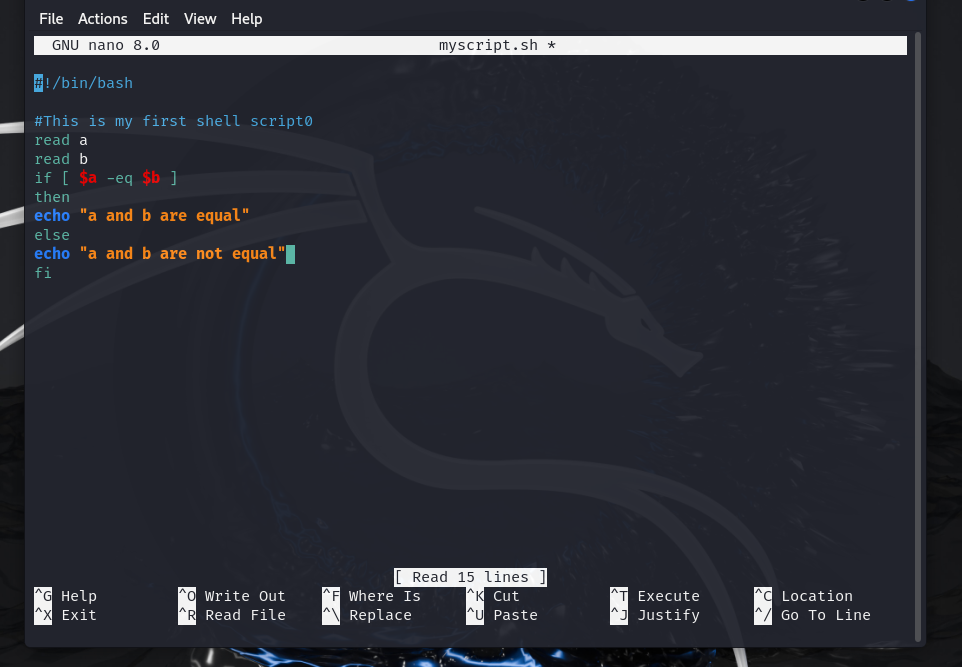 File Actions Edit View Help
GNU nano 8.0 myscript.sh *
#!/bin/bash
#This is my first shell script0
read a
read b
if [ $a -eq $b ]
then
echo "a and b are equal"
else
echo "a and b are not equal"
fi
[ Read 15 lines ]
^G Help ^O Write Out ^F Where Is ^K Cut ^T Execute ^C Location
^X Exit ^R Read File ^\ Replace ^U Paste ^J Justify ^/ Go To Line